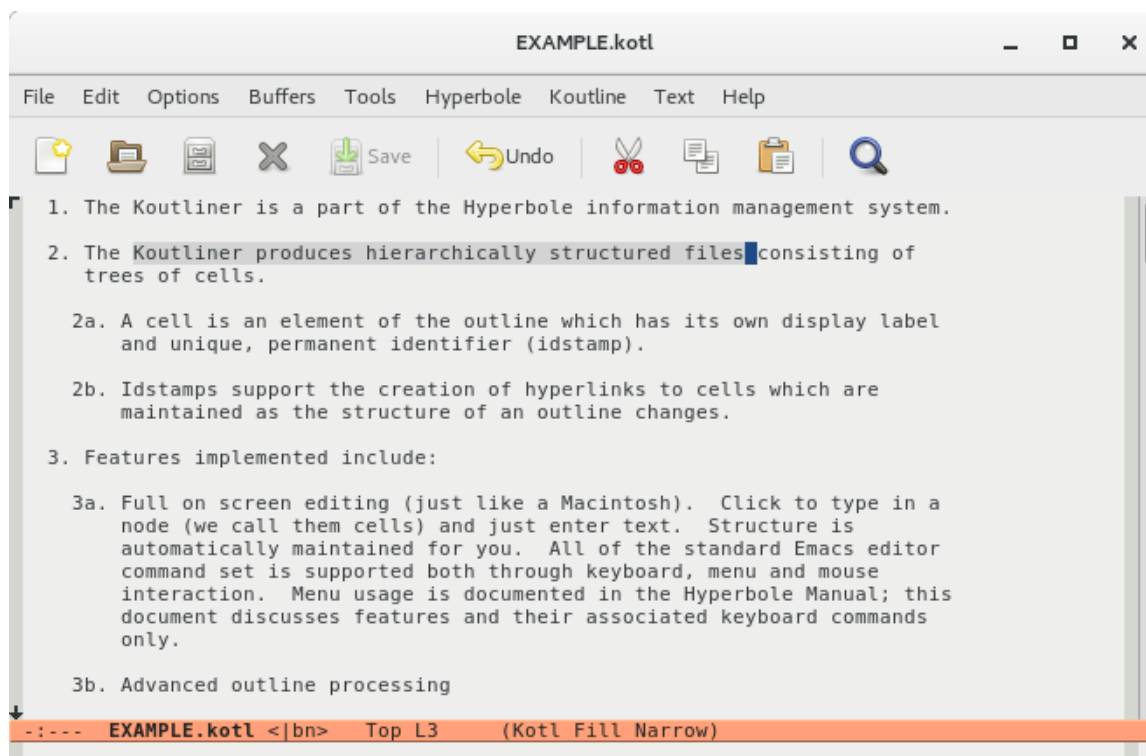 EXAMPLE.kotl
File Edit Options Buffers Tools Hyperbole Koutline Text Help
Save Undo
1. The Koutliner is a part of the Hyperbole information management system.
2. The Koutliner produces hierarchically structured files consisting of
trees of cells.
2a. A cell is an element of the outline which has its own display label
and unique, permanent identifier (idstamp).
2b. Idstamps support the creation of hyperlinks to cells which are
maintained as the structure of an outline changes.
3. Features implemented include:
3a. Full on screen editing (just like a Macintosh).  Click to type in a
node (we call them cells) and just enter text.  Structure is
automatically maintained for you.  All of the standard Emacs editor
command set is supported both through keyboard, menu and mouse
interaction.  Menu usage is documented in the Hyperbole Manual; this
document discusses features and their associated keyboard commands
only.
3b. Advanced outline processing
-:---  EXAMPLE.kotl <|bn>   Top L3     (Kotl Fill Narrow)